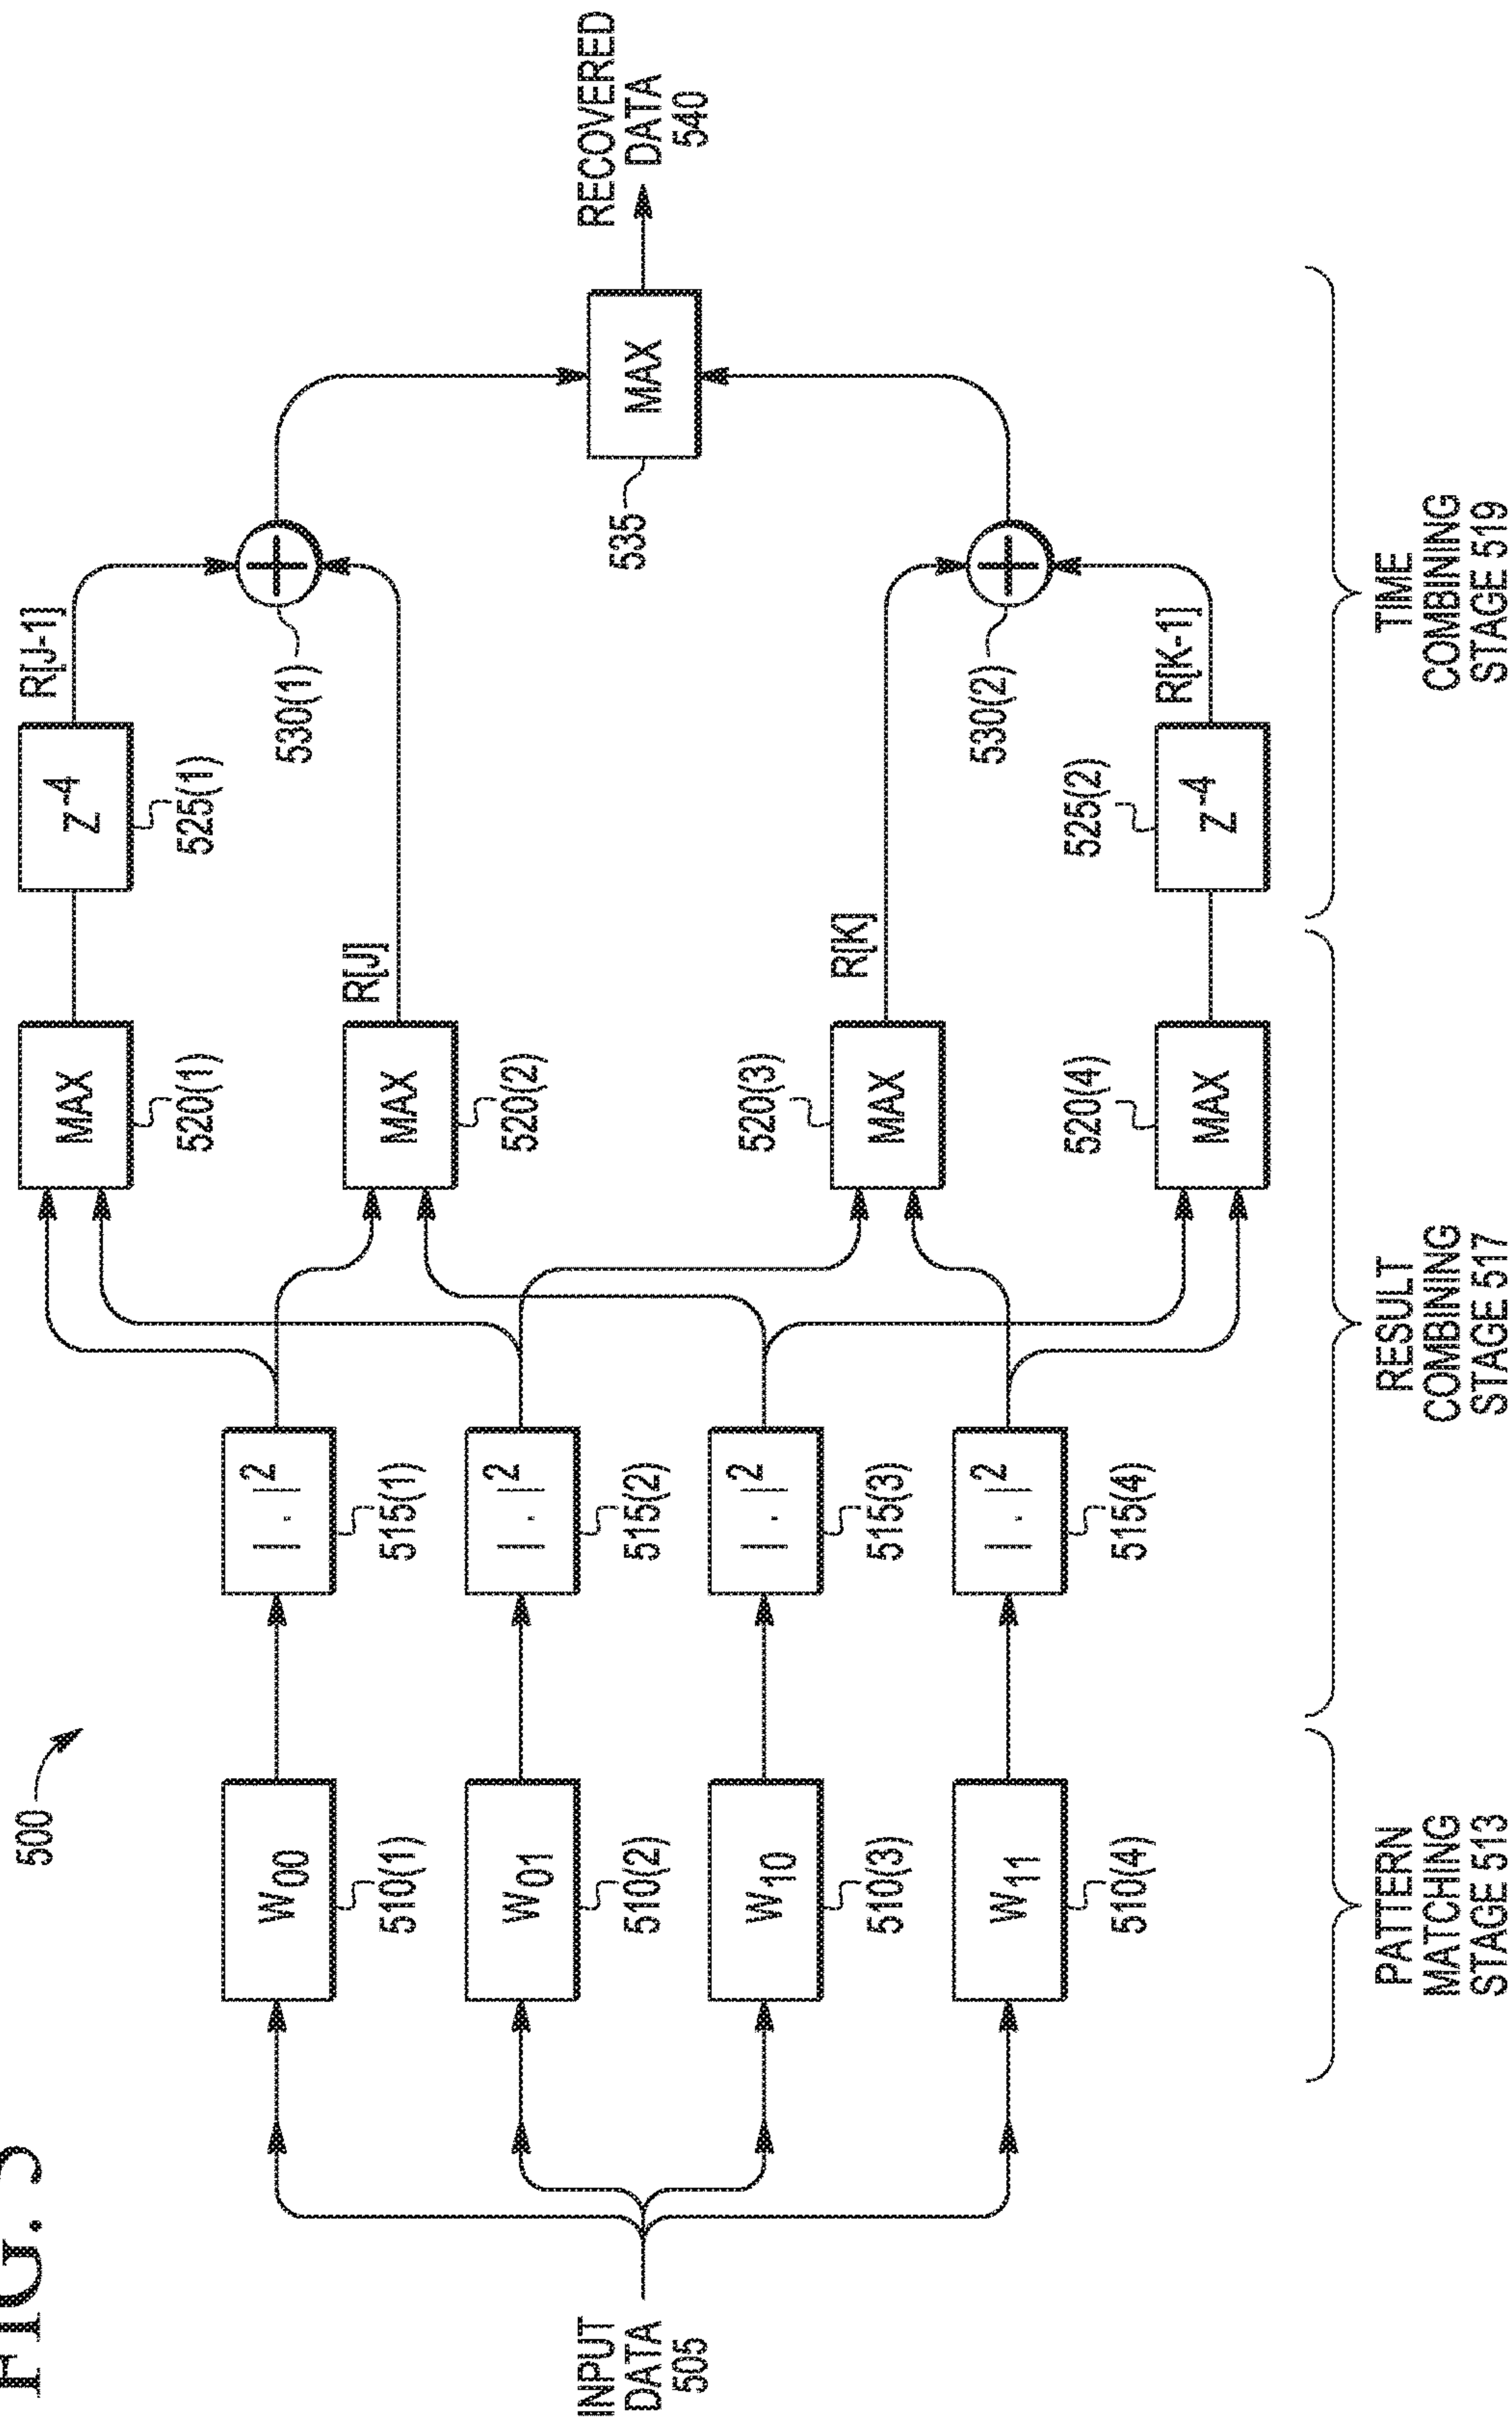 FIG. 5
500
INPUT
DATA
505
W00
510(1)
W01
510(2)
W10
510(3)
W11
510(4)
|.|2
515(1)
|.|2
515(2)
|.|2
515(3)
|.|2
515(4)
MAX
520(1)
MAX
520(2)
MAX
520(3)
MAX
520(4)
R[J]
R[K]
Z-4
525(1)
Z-4
525(2)
R[J-1]
R[K-1]
530(1)
530(2)
MAX
535
RECOVERED
DATA
540
PATTERN
MATCHING
STAGE 513
RESULT
COMBINING
STAGE 517
TIME
COMBINING
STAGE 519